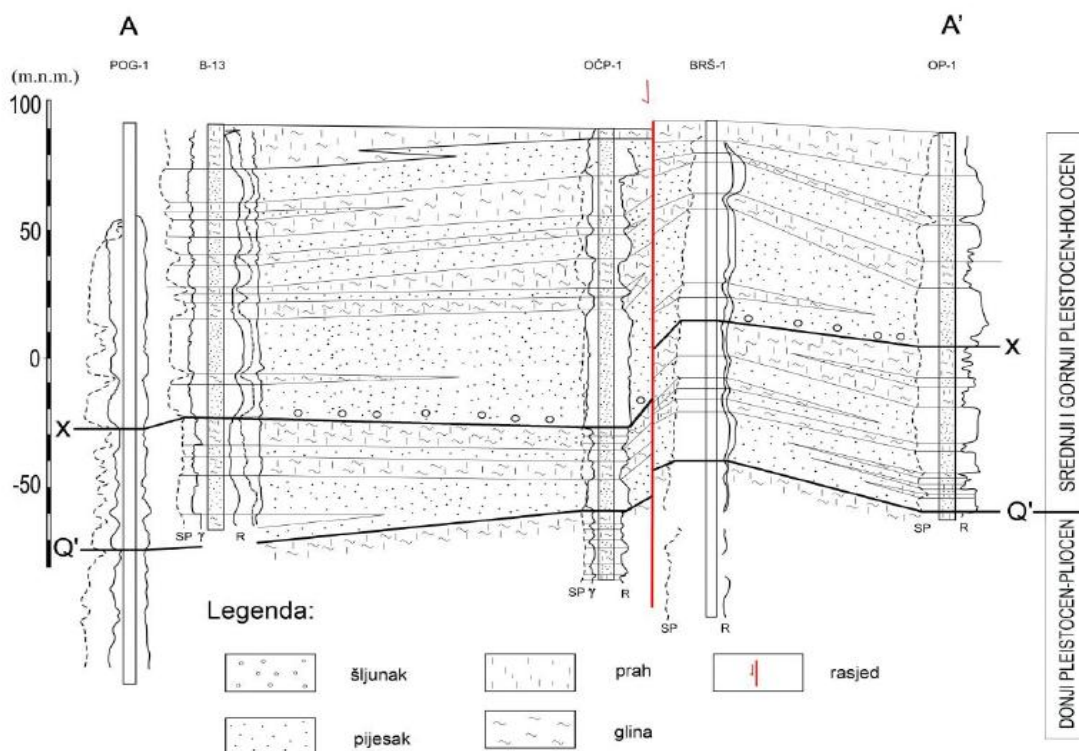 A A'
POG-1 B-13 OČP-1 BRŠ-1 OP-1
(m.n.m.)
100
50
0
-50
X X
Q' Q'
SP γ R
SP γ R
SP R
SP R
SREDNJI I GORNJI PLEISTOCEN-HOLOCEN
DONJI PLEISTOCEN-PLIOCEN
Legenda:
šljunak prah rasjed
pijesak glina